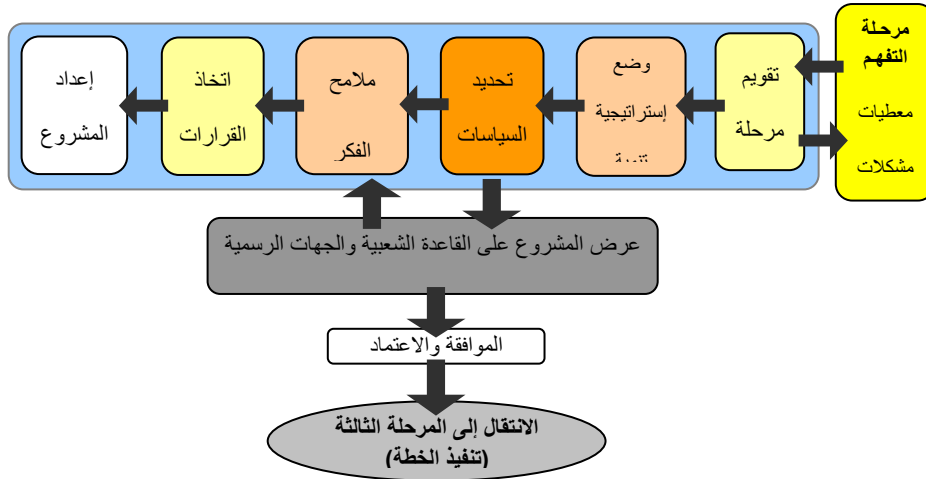 مرحلة
التفهم
معطيات
مشكلات
تقويم
مرحلة
وضع
إستراتيجية
تحديد
السياسات
ملامح
الفكر
اتخاذ
القرارات
إعداد
المشروع
عرض المشروع على القاعدة الشعبية والجهات الرسمية
الموافقة والاعتماد
الانتقال إلى المرحلة الثالثة
(تنفيذ الخطة)